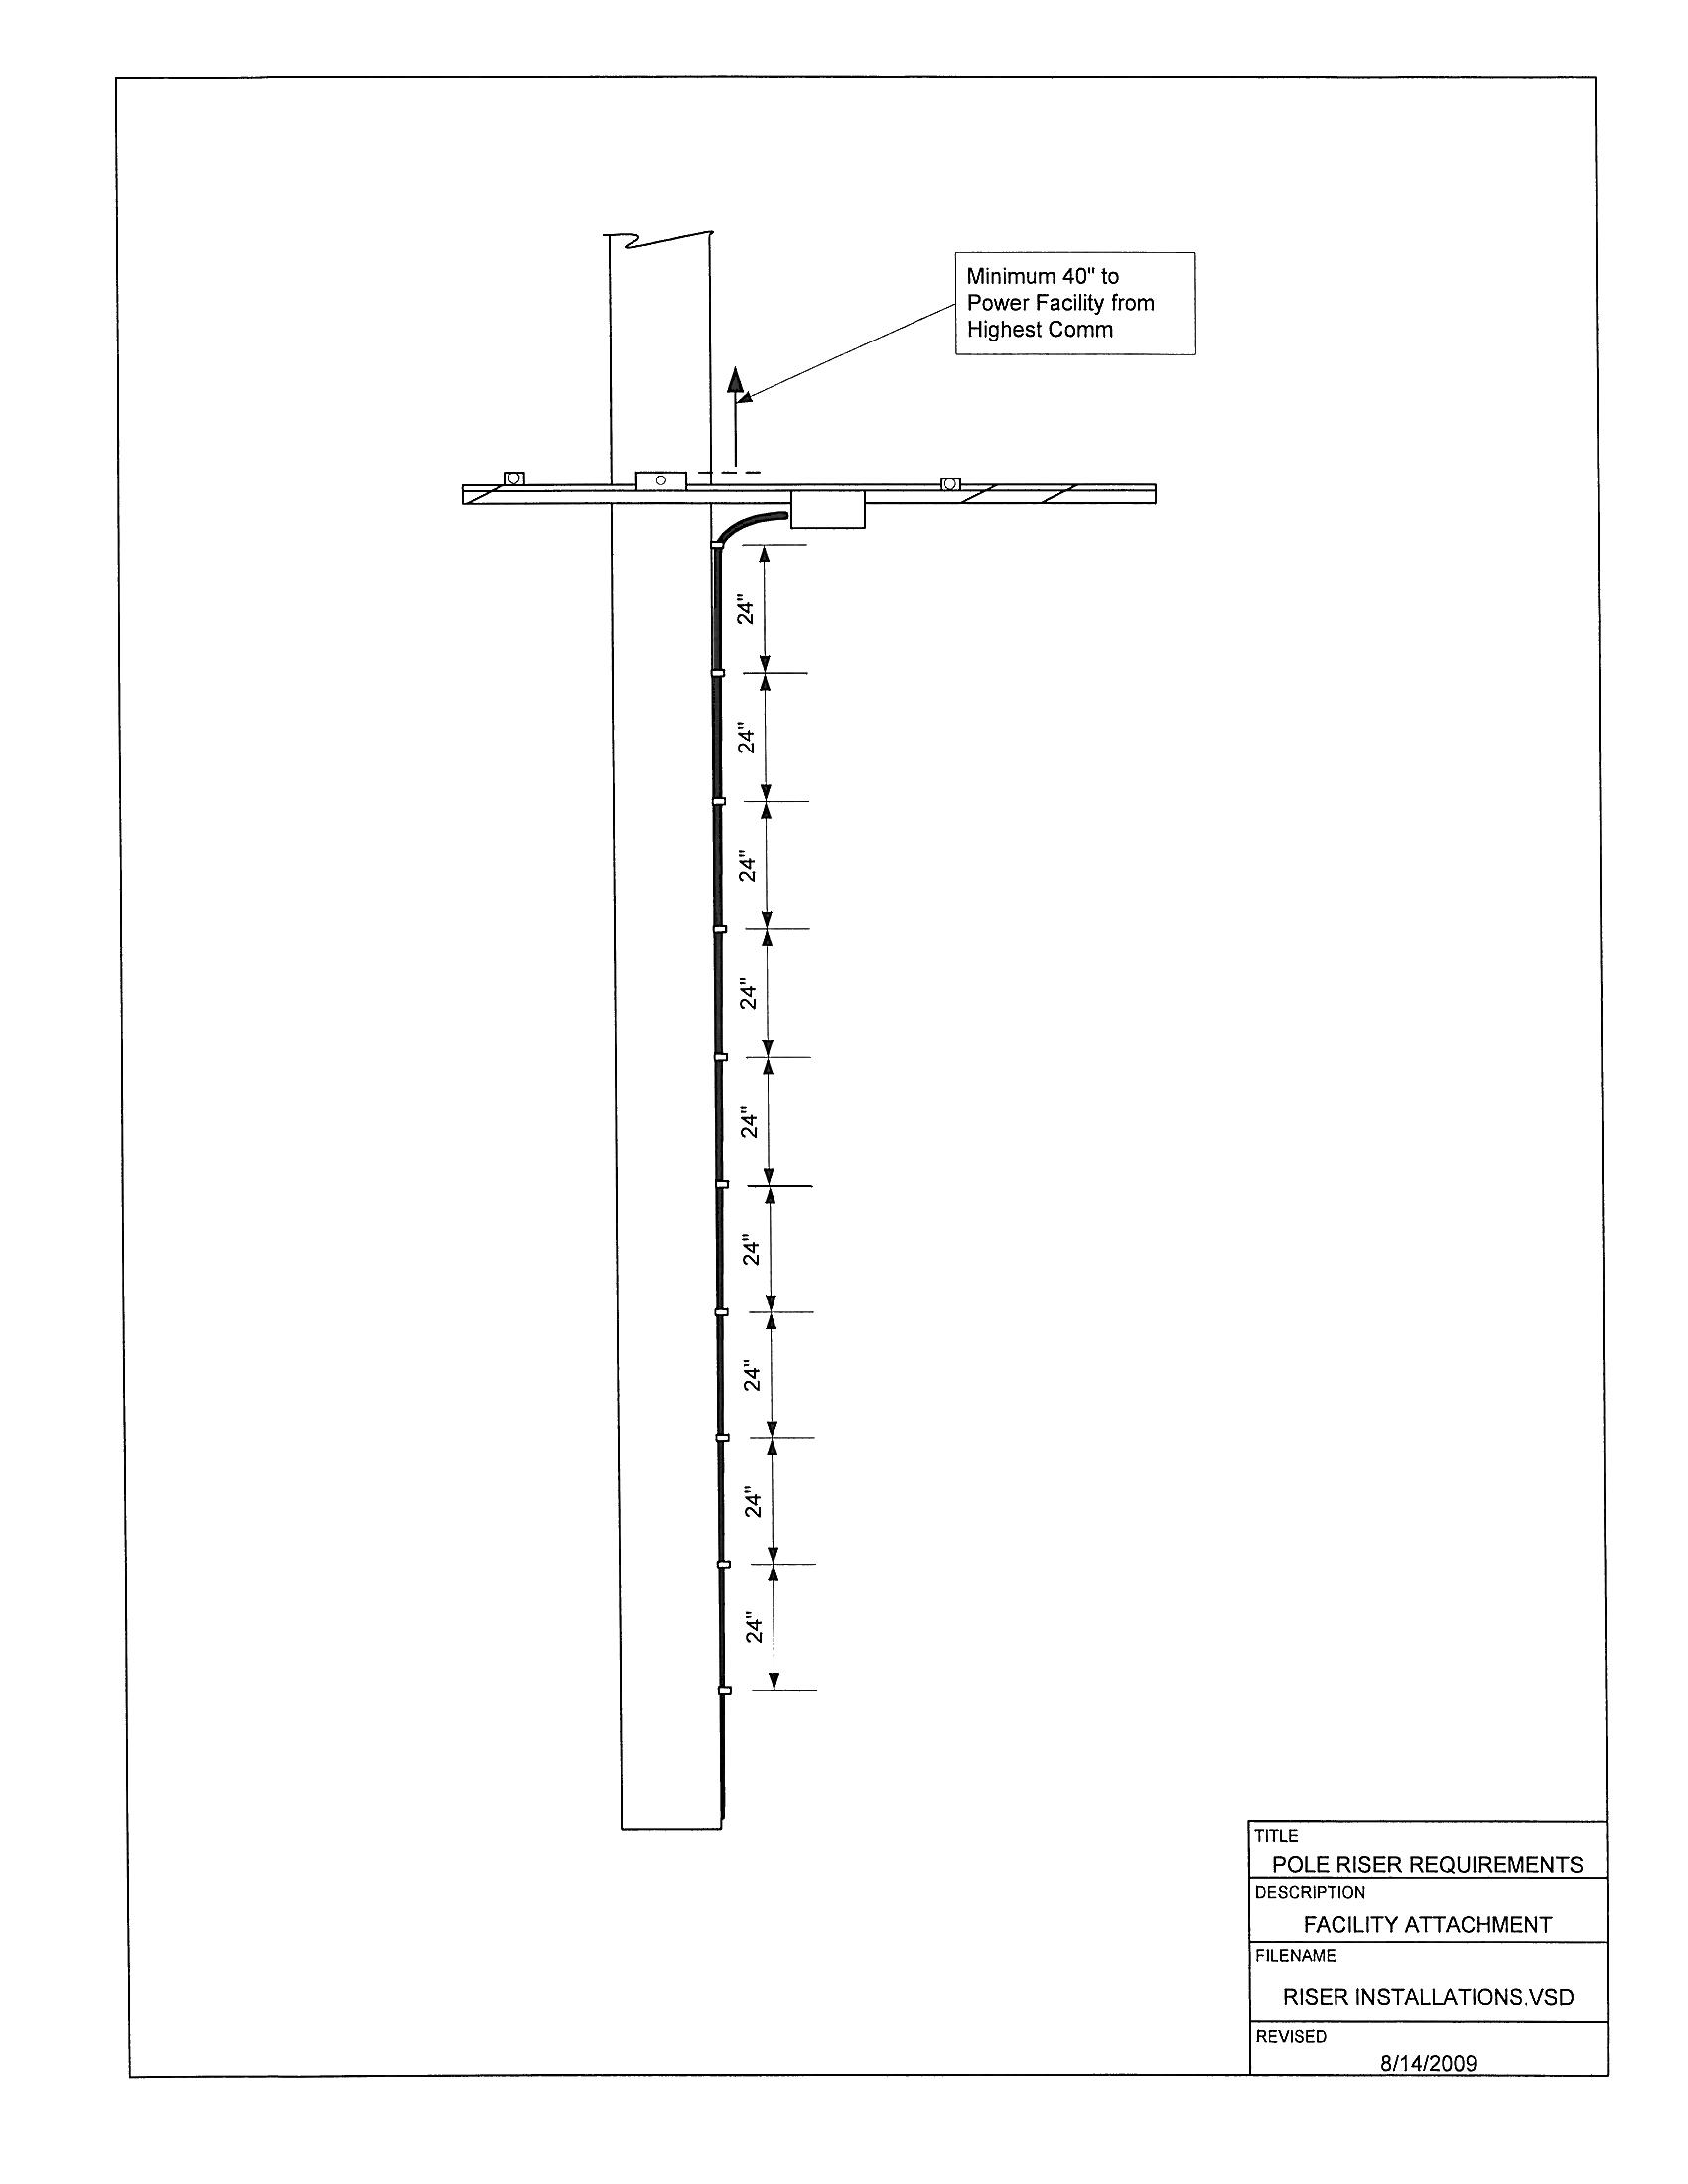 Minimum 40" to
Power Facility from
Highest Comm
24"
24"
24"
24"
24"
24"
24"
24"
24"
TITLE
POLE RISER REQUIREMENTS
DESCRIPTION
FACILITY ATTACHMENT
FILENAME
RISER INSTALLATIONS.VSD
REVISED
8/14/2009